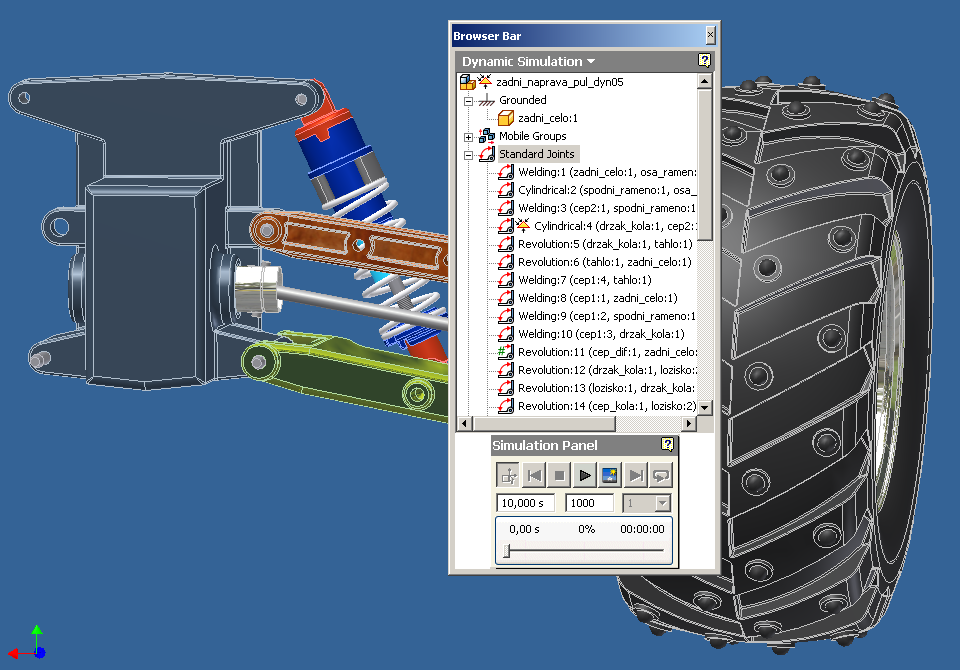 Browser Bar
Dynamic Simulation
zadni_naprava_pul_dyn05
Grounded
zadni_celo:1
Mobile Groups
Standard Joints
Welding:1 (zadni_celo:1, osa_ramen:
Cylindrical:2 (spodni_rameno:1, osa_
Welding:3 (cep2:1, spodni_rameno:1
Cylindrical:4 (drzak_kola:1, cep2:
Revolution:5 (drzak_kola:1, tahlo:1)
Revolution:6 (tahlo:1, zadni_celo:1)
Welding:7 (cep1:4, tahlo:1)
Welding:8 (cep1:1, zadni_celo:1)
Welding:9 (cep1:2, spodni_rameno:1
Welding:10 (cep1:3, drzak_kola:1)
Revolution:11 (cep_dif:1, zadni_celo:
Revolution:12 (drzak_kola:1, lozisko:
Revolution:13 (lozisko:1, drzak_kola:
Revolution:14 (cep_kola:1, lozisko:2)
Simulation Panel
10,000 s 1000 1
0,00 s 0% 00:00:00